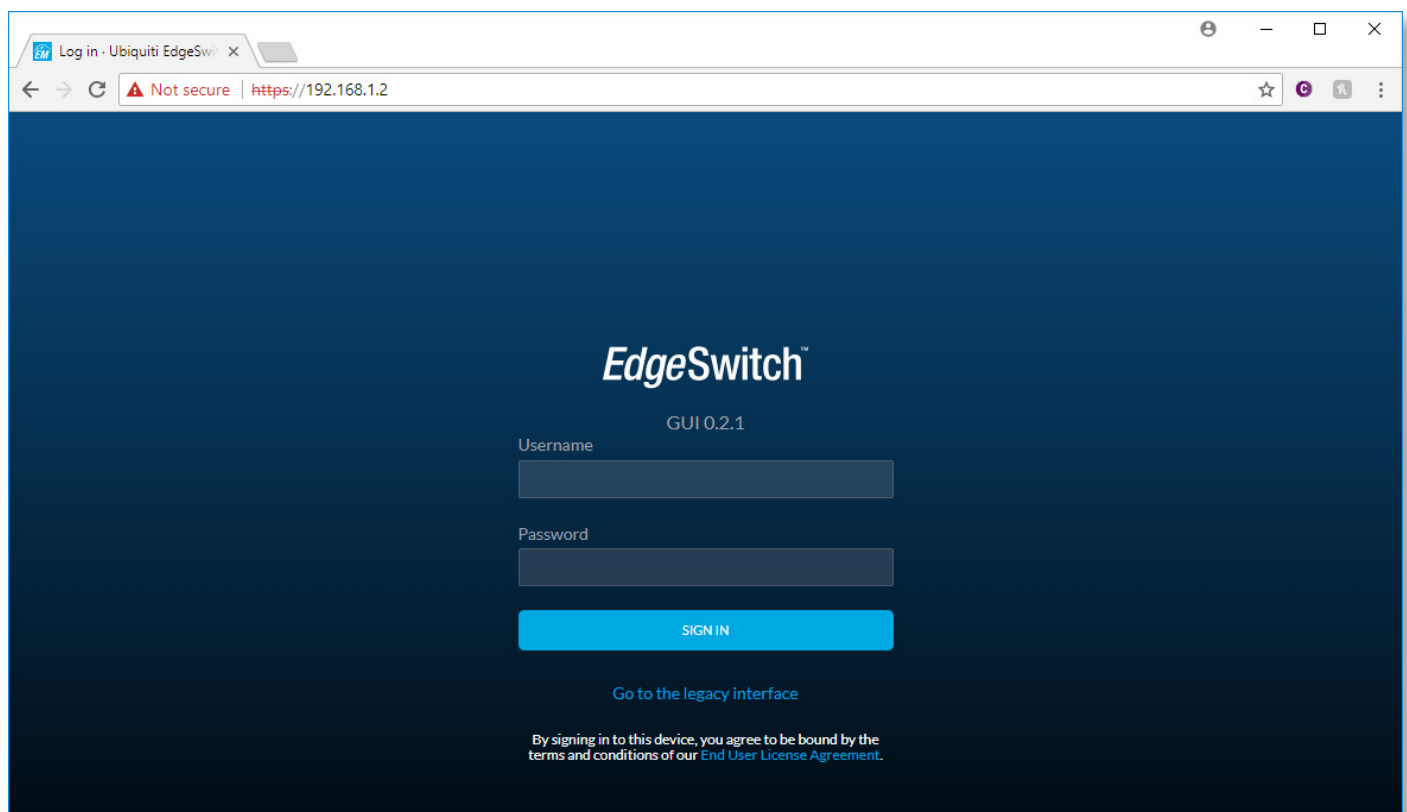 Log in · Ubiquiti EdgeSwi
Not secure | https://192.168.1.2
EdgeSwitch™
GUI 0.2.1
Username
Password
SIGN IN
Go to the legacy interface
By signing in to this device, you agree to be bound by the
terms and conditions of our End User License Agreement.